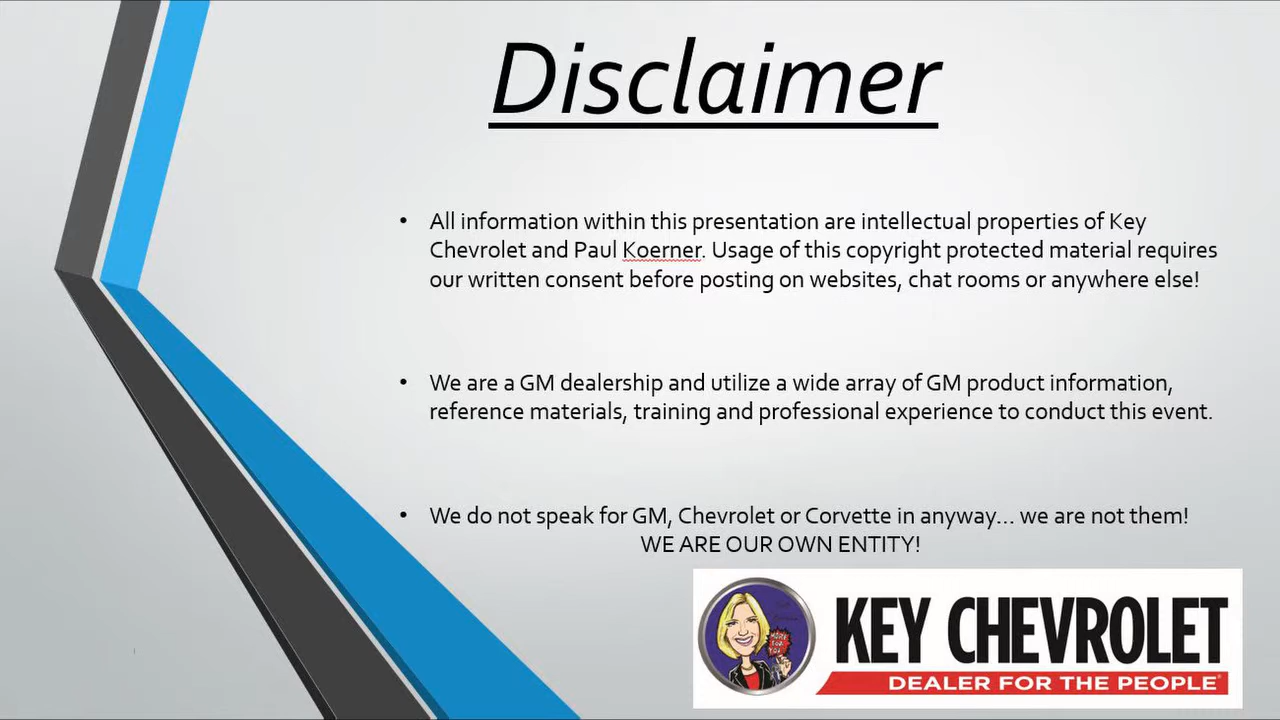 Disclaimer
• All information within this presentation are intellectual properties of Key
Chevrolet and Paul Koerner. Usage of this copyright protected material requires
our written consent before posting on websites, chat rooms or anywhere else!
• We are a GM dealership and utilize a wide array of GM product information,
reference materials, training and professional experience to conduct this event.
• We do not speak for GM, Chevrolet or Corvette in anyway... we are not them!
WE ARE OUR OWN ENTITY!
MORE FOR YOU
KEY CHEVROLET
DEALER FOR THE PEOPLE